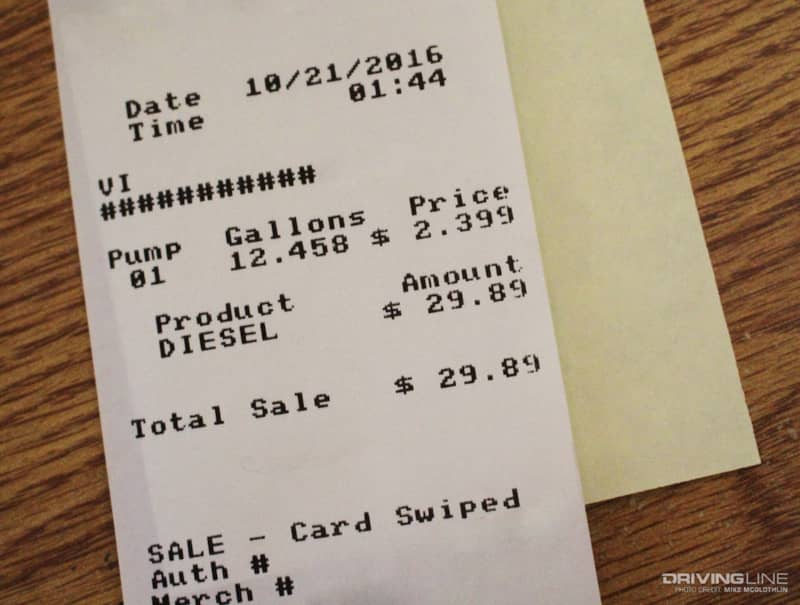 Date 10/21/2016
Time 01:44
VI
###########
Pump Gallons Price
01 12.458 $ 2.399
Product Amount
DIESEL $ 29.89
Total Sale $ 29.89
SALE - Card Swiped
Auth #
Merch #
DRIVINGLINE
PHOTO CREDIT: MIKE MCGLOTHLIN